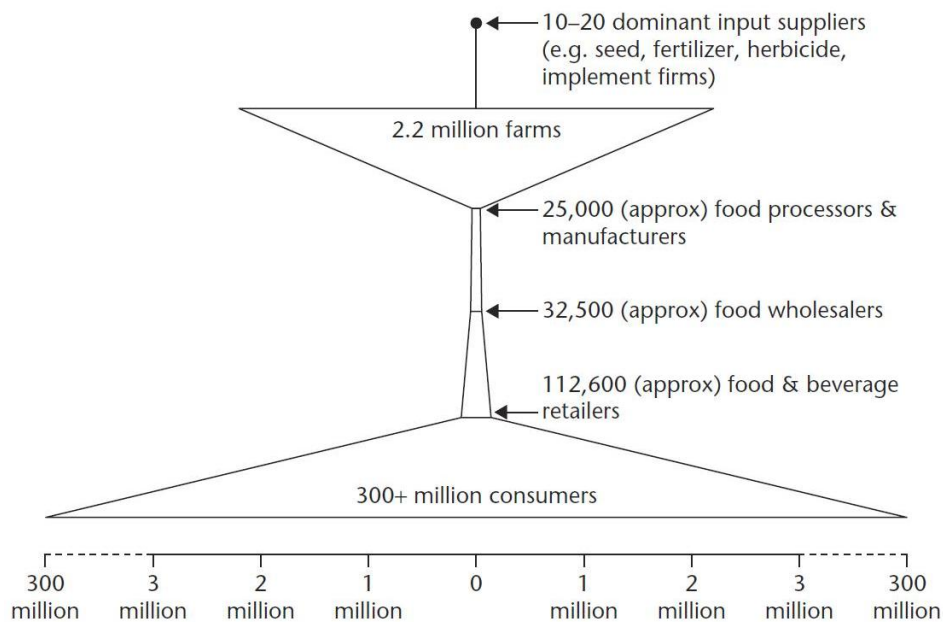 10–20 dominant input suppliers
(e.g. seed, fertilizer, herbicide,
implement firms)
2.2 million farms
25,000 (approx) food processors &
manufacturers
32,500 (approx) food wholesalers
112,600 (approx) food & beverage
retailers
300+ million consumers
300 3 2 1 0 1 2 3 300
million million million million million million million million